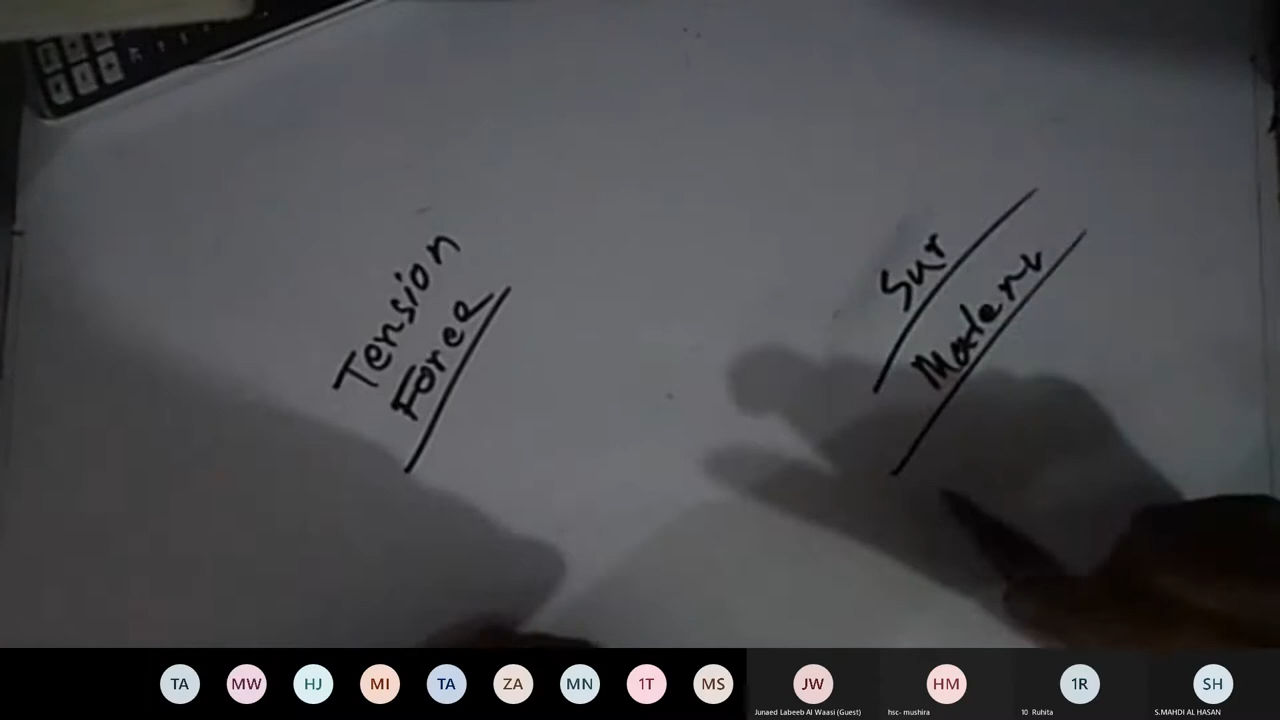 Tension
Force
Sur
TA
MW
HJ
MI
TA
ZA
MN
1T
MS
JW
HM
1R
SH
Junaed Labeeb Al Waasi (Guest)
hsc- mushira
10 Ruhita
S.MAHDI AL HASAN